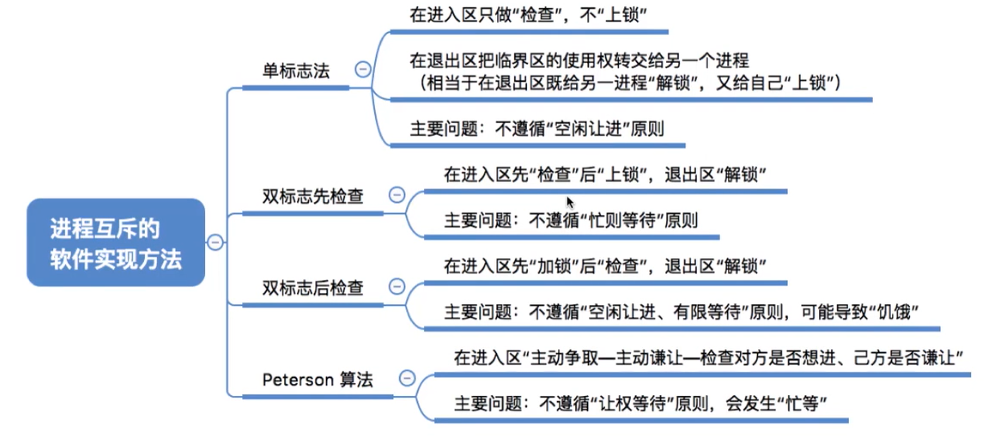 进程互斥的
软件实现方法
单标志法
在进入区只做“检查”，不“上锁”
在退出区把临界区的使用权转交给另一个进程
（相当于在退出区既给另一进程“解锁”，又给自己“上锁”）
主要问题：不遵循“空闲让进”原则
双标志先检查
在进入区先“检查”后“上锁”，退出区“解锁”
主要问题：不遵循“忙则等待”原则
双标志后检查
在进入区先“加锁”后“检查”，退出区“解锁”
主要问题：不遵循“空闲让进、有限等待”原则，可能导致“饥饿”
Peterson 算法
在进入区“主动争取—主动谦让—检查对方是否想进、己方是否谦让”
主要问题：不遵循“让权等待”原则，会发生“忙等”